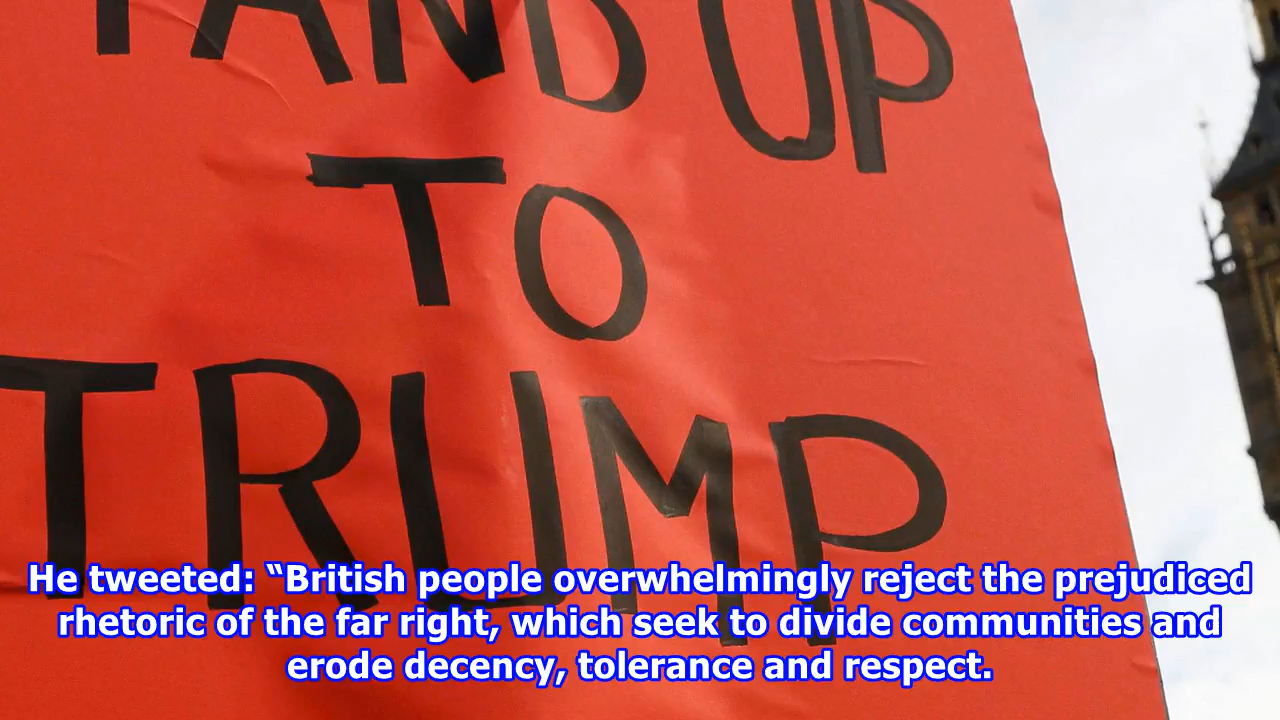 TAND UP
TO
TRUMP
He tweeted: “British people overwhelmingly reject the prejudiced
rhetoric of the far right, which seek to divide communities and
erode decency, tolerance and respect.